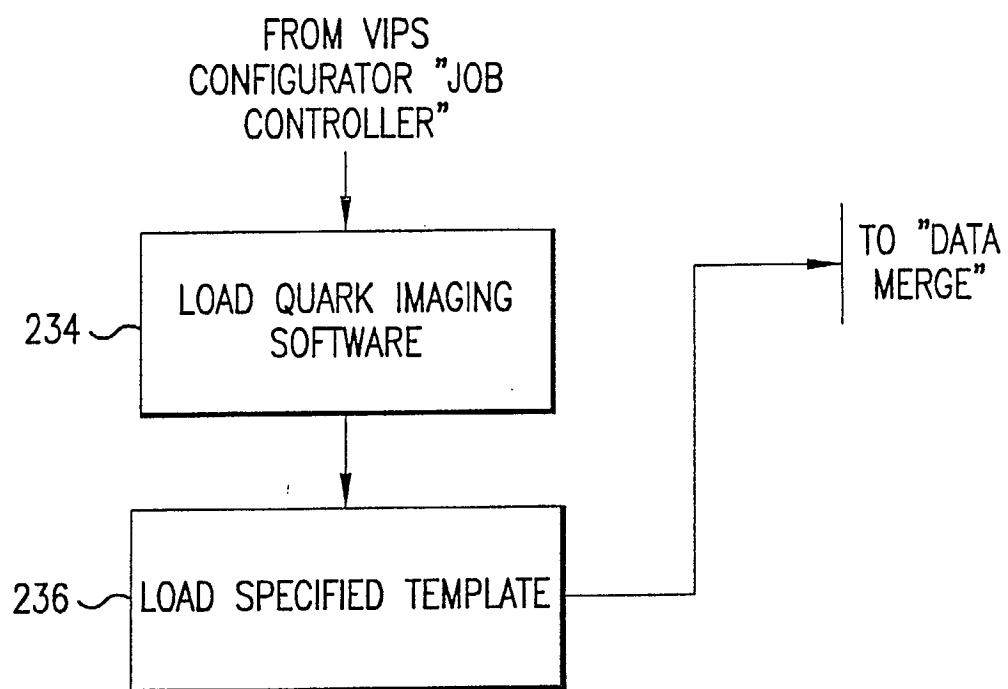 FROM VIPS
CONFIGURATOR "JOB
CONTROLLER"
234
LOAD QUARK IMAGING
SOFTWARE
TO "DATA
MERGE"
236
LOAD SPECIFIED TEMPLATE